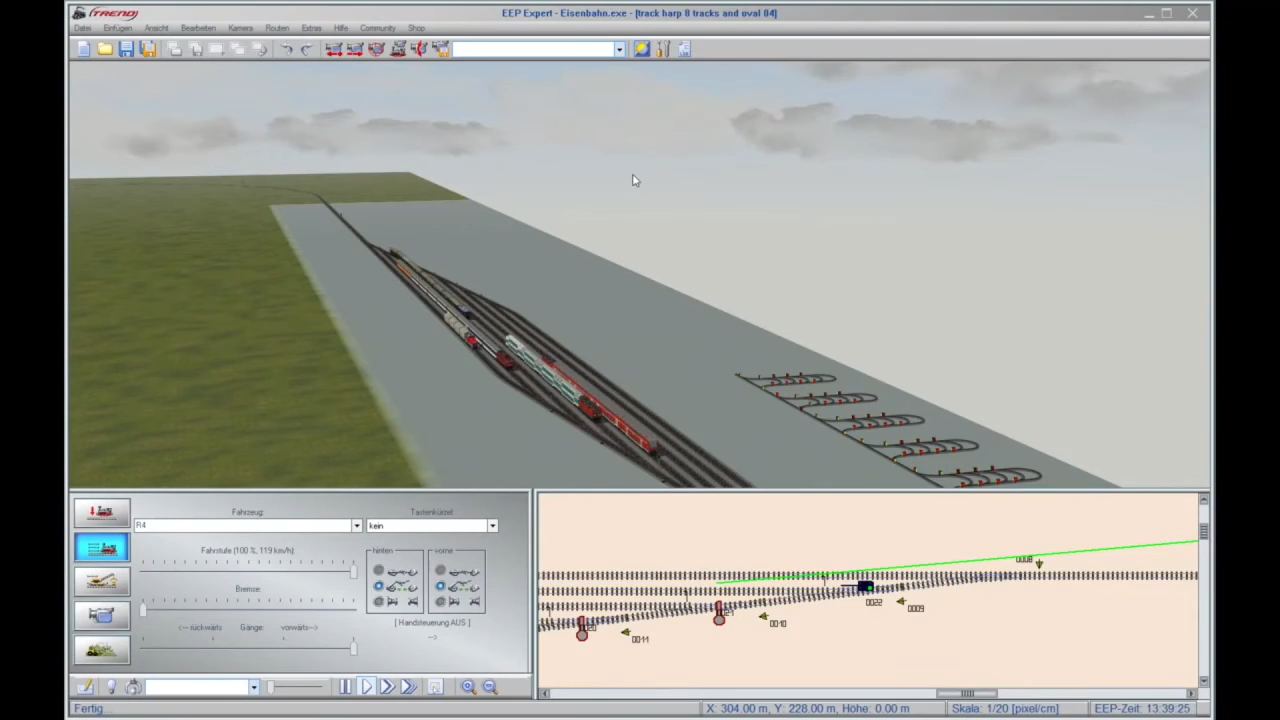 TREND
EEP Expert - Eisenbahn.exe - [track harp 8 tracks and oval 04]
Datei Einfügen Ansicht Bearbeiten Kamera Routen Extras Hilfe Community Shop
Fahrzeug:
Tastenkürzel:
R4
kein
Fahrstufe (100 %, 119 km/h):
hinten
vorne
Bremse:
<-- rückwärts Gänge: vorwärts-->
[ Handsteuerung AUS ]
-->
0008
0022
0009
0010
0011
Fertig...
X: 304.00 m, Y: 228.00 m, Höhe: 0.00 m
Skala: 1/20 [pixel/cm]
EEP-Zeit: 13:39:25